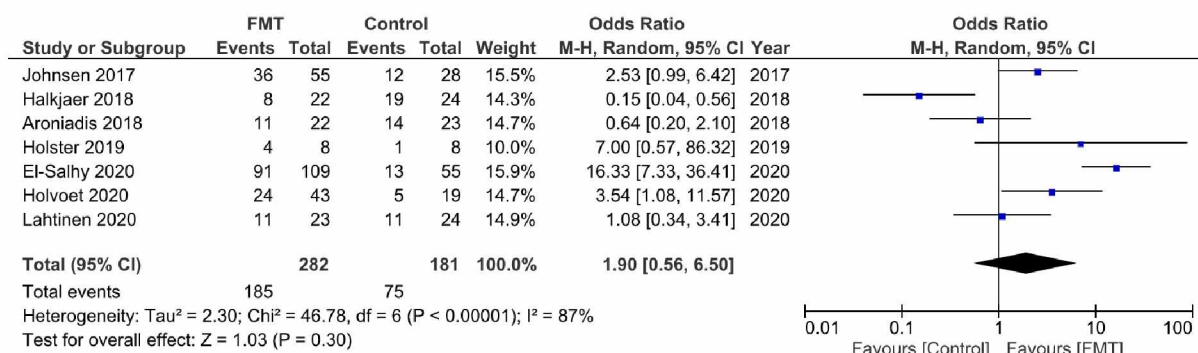 FMT Control Odds Ratio Odds Ratio
Study or Subgroup Events Total Events Total Weight M-H, Random, 95% CI Year M-H, Random, 95% CI
Johnsen 2017 36 55 12 28 15.5% 2.53 [0.99, 6.42] 2017
Halkjaer 2018 8 22 19 24 14.3% 0.15 [0.04, 0.56] 2018
Aroniadis 2018 11 22 14 23 14.7% 0.64 [0.20, 2.10] 2018
Holster 2019 4 8 1 8 10.0% 7.00 [0.57, 86.32] 2019
El-Salhy 2020 91 109 13 55 15.9% 16.33 [7.33, 36.41] 2020
Holvoet 2020 24 43 5 19 15.2% 3.54 [1.08, 11.57] 2020
Lahtinen 2020 11 23 11 24 14.9% 1.08 [0.34, 3.41] 2020
Total (95% CI) 282 181 100.0% 1.90 [0.56, 6.50]
Total events 185 75
Heterogeneity: Tau² = 2.30; Chi² = 46.78, df = 6 (P < 0.00001); I² = 87%
Test for overall effect: Z = 1.03 (P = 0.30)
0.01 0.1 1 10 100
Favours [Control] Favours [FMT]